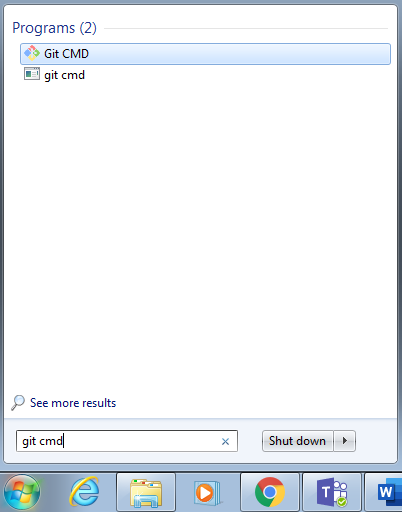 Programs (2)
Git CMD
git cmd
See more results
git cmd
Shut down